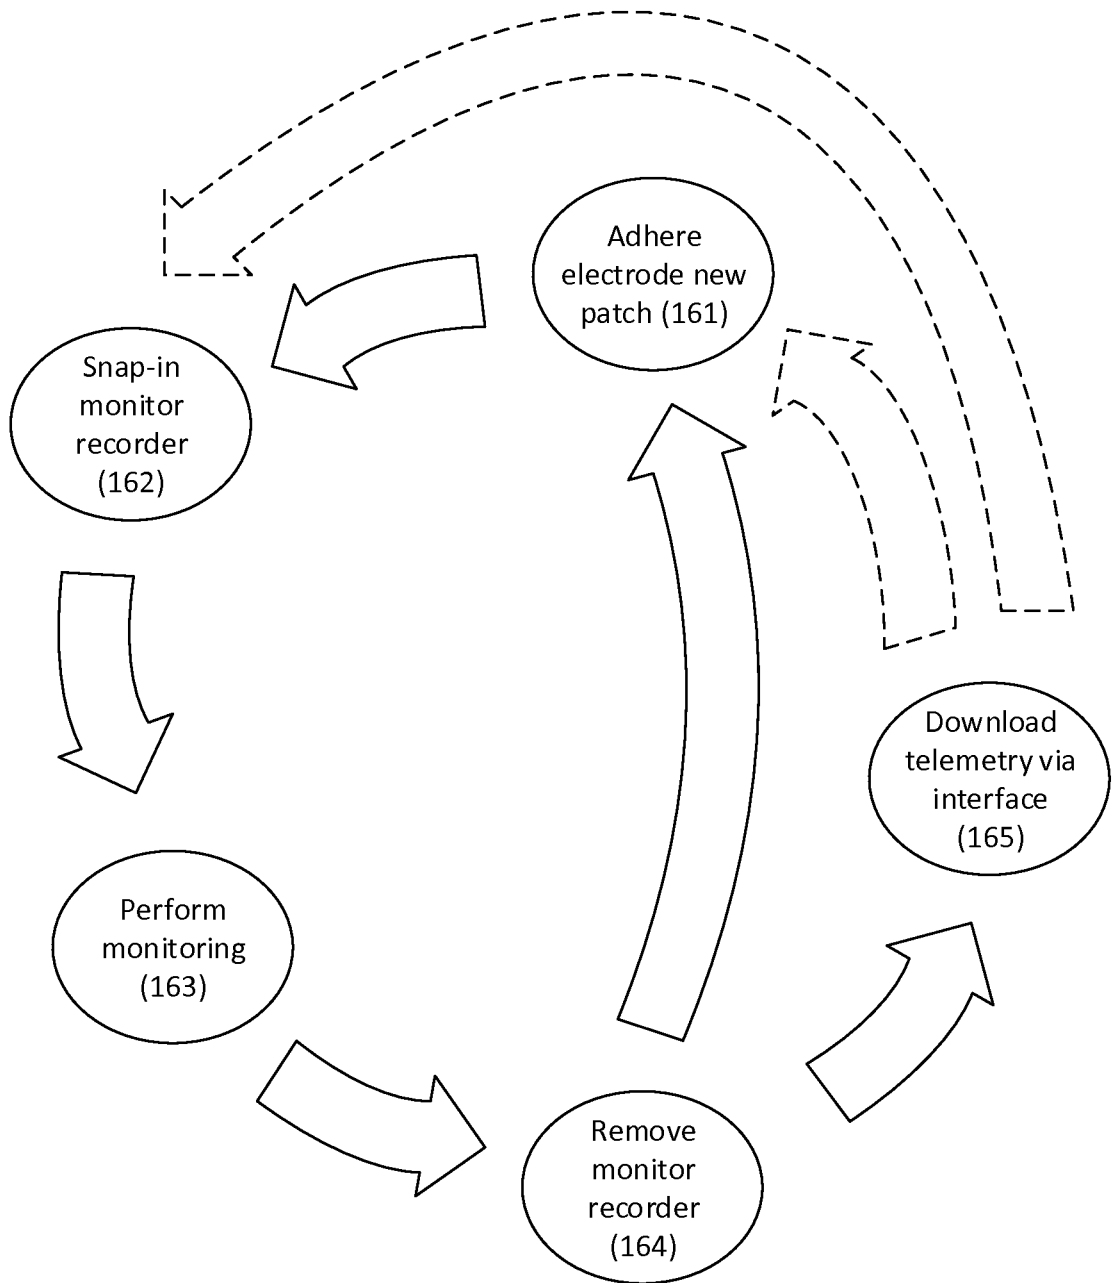 Adhere
electrode new
patch (161)
Snap-in
monitor
recorder
(162)
Perform
monitoring
(163)
Remove
monitor
recorder
(164)
Download
telemetry via
interface
(165)